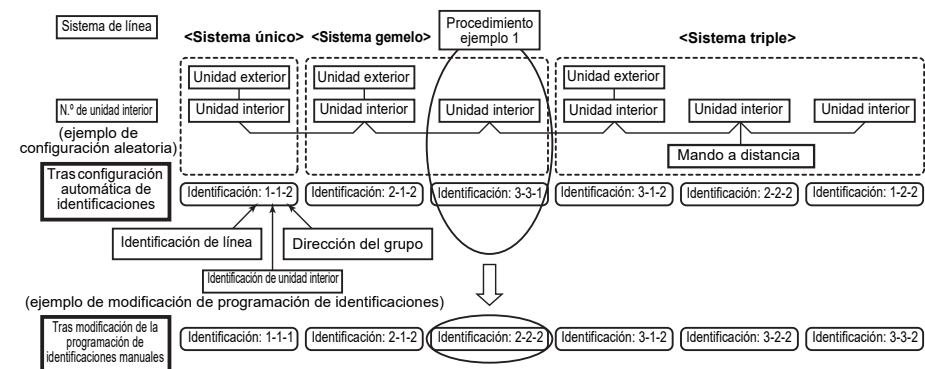 Sistema de línea
<Sistema único>
<Sistema gemelo>
Procedimiento
ejemplo 1
<Sistema triple>
Unidad exterior
Unidad exterior
Unidad exterior
N.º de unidad interior
Unidad interior
Unidad interior
Unidad interior
Unidad interior
Unidad interior
Unidad interior
(ejemplo de
configuración aleatoria)
Mando a distancia
Tras configuración
automática de
identificaciones
Identificación: 1-1-2
Identificación: 2-1-2
Identificación: 3-3-1
Identificación: 3-1-2
Identificación: 2-2-2
Identificación: 1-2-2
Identificación de línea
Dirección del grupo
Identificación de unidad interior
(ejemplo de modificación de programación de identificaciones)
Tras modificación de la
programación de
identificaciones manuales
Identificación: 1-1-1
Identificación: 2-1-2
Identificación: 2-2-2
Identificación: 3-1-2
Identificación: 3-2-2
Identificación: 3-3-2